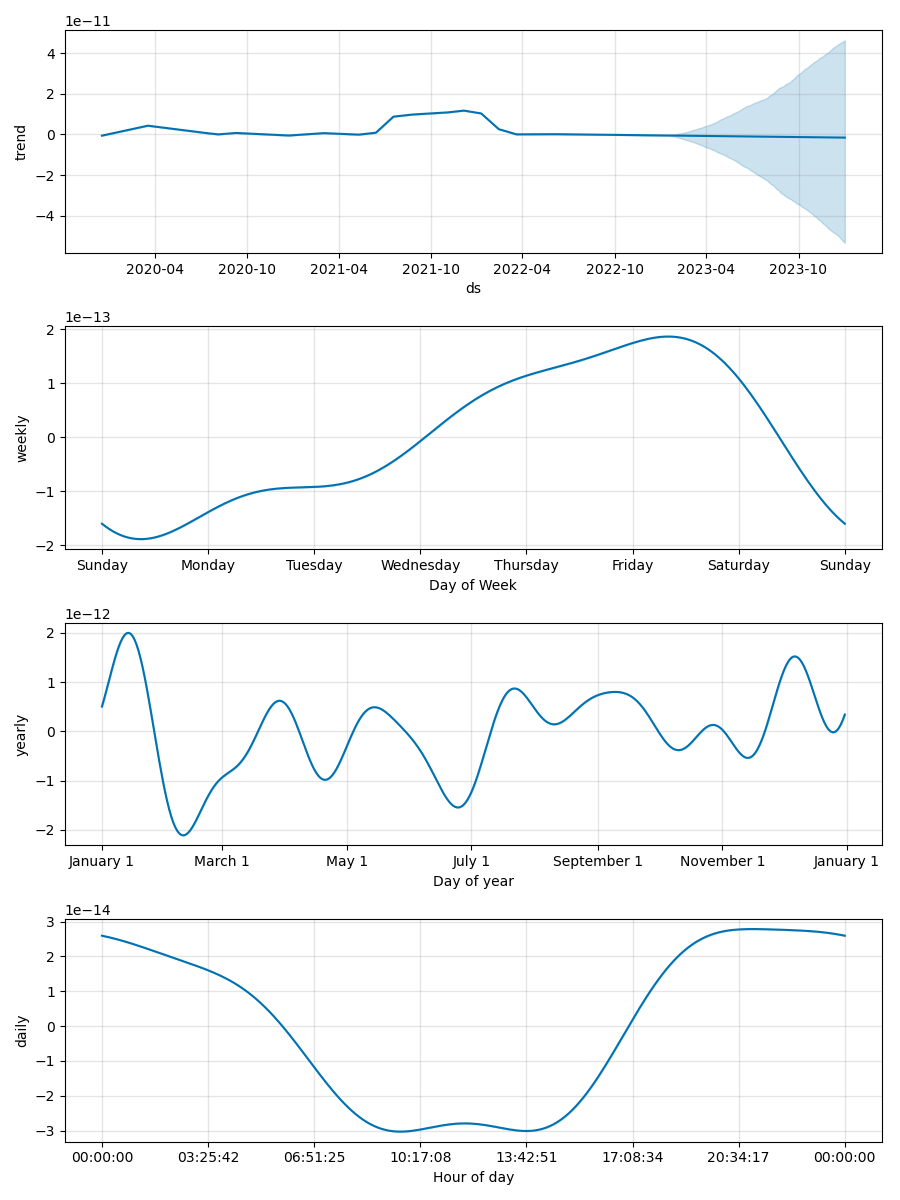 1e−11
4
2
0
−2
−4
trend
2020-04 2020-10 2021-04 2021-10 2022-04 2022-10 2023-04 2023-10
ds
1e−13
2
1
0
−1
−2
weekly
Sunday Monday Tuesday Wednesday Thursday Friday Saturday Sunday
Day of Week
1e−12
2
1
0
−1
−2
yearly
January 1 March 1 May 1 July 1 September 1 November 1 January 1
Day of year
1e−14
3
2
1
0
−1
−2
−3
daily
00:00:00 03:25:42 06:51:25 10:17:08 13:42:51 17:08:34 20:34:17 00:00:00
Hour of day